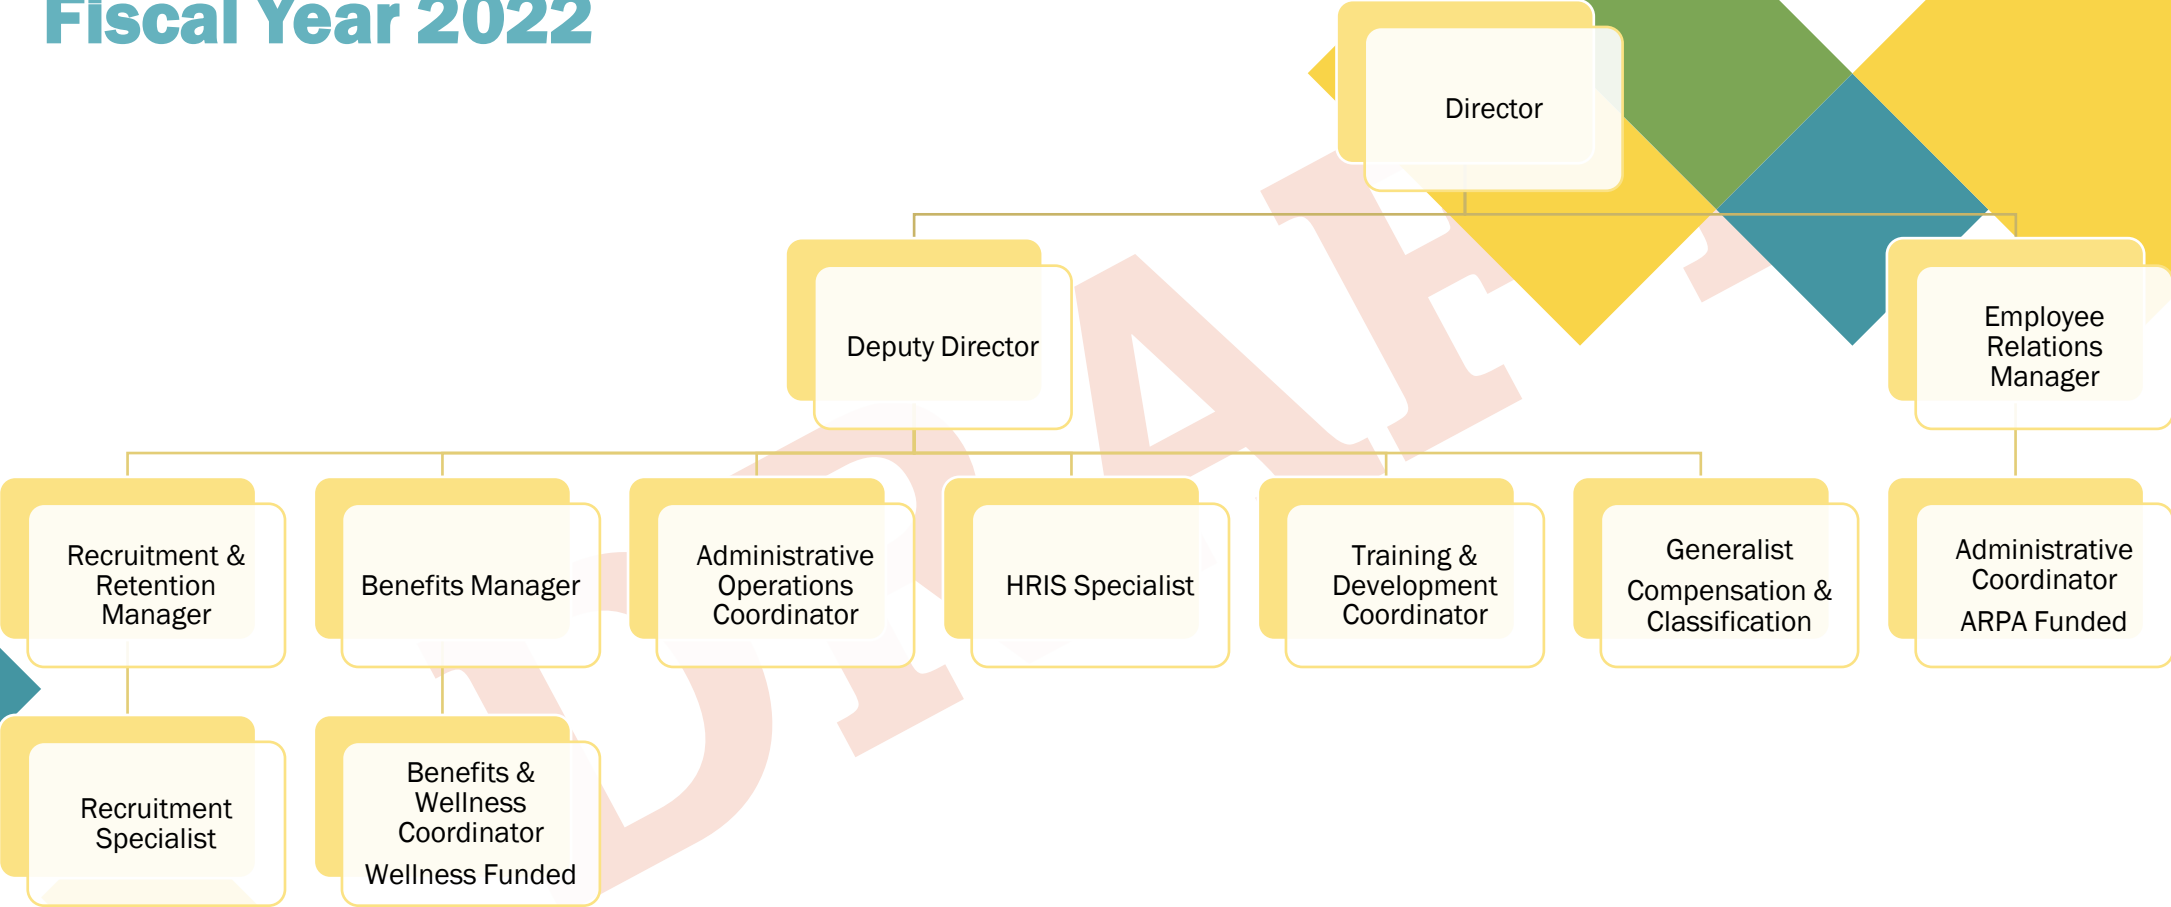 Fiscal Year 2022
Director
Deputy Director
Employee
Relations
Manager
Recruitment &
Retention
Manager
Benefits Manager
Administrative
Operations
Coordinator
HRIS Specialist
Training &
Development
Coordinator
Generalist
Compensation &
Classification
Administrative
Coordinator
ARPA Funded
Recruitment
Specialist
Benefits &
Wellness
Coordinator
Wellness Funded
DRAFT